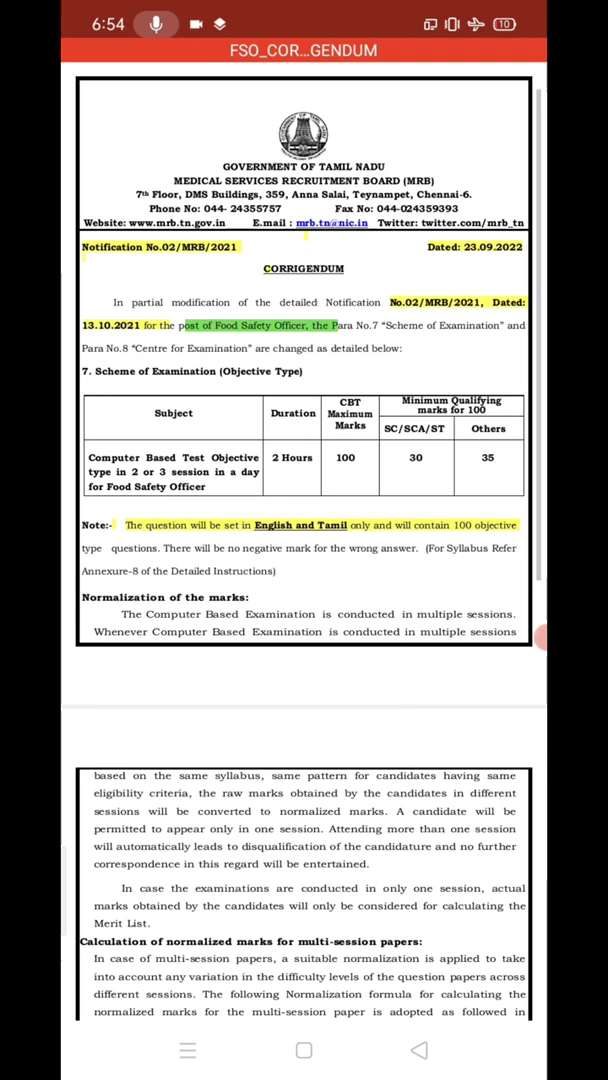 6:54
10
FSO_COR...GENDUM
GOVERNMENT OF TAMIL NADU
MEDICAL SERVICES RECRUITMENT BOARD (MRB)
7th Floor, DMS Buildings, 359, Anna Salai, Teynampet, Chennai-6.
Phone No: 044- 24355757 Fax No: 044-024359393
Website: www.mrb.tn.gov.in E.mail : mrb.tn@nic.in Twitter: twitter.com/mrb_tn
Notification No.02/MRB/2021 Dated: 23.09.2022
CORRIGENDUM
In partial modification of the detailed Notification No.02/MRB/2021, Dated:
13.10.2021 for the post of Food Safety Officer, the Para No.7 “Scheme of Examination” and
Para No.8 “Centre for Examination” are changed as detailed below:
7. Scheme of Examination (Objective Type)
Subject Duration CBT Maximum Marks Minimum Qualifying marks for 100
SC/SCA/ST Others
Computer Based Test Objective 2 Hours 100 30 35
type in 2 or 3 session in a day
for Food Safety Officer
Note:- The question will be set in English and Tamil only and will contain 100 objective
type questions. There will be no negative mark for the wrong answer. (For Syllabus Refer
Annexure-8 of the Detailed Instructions)
Normalization of the marks:
The Computer Based Examination is conducted in multiple sessions.
Whenever Computer Based Examination is conducted in multiple sessions
based on the same syllabus, same pattern for candidates having same
eligibility criteria, the raw marks obtained by the candidates in different
sessions will be converted to normalized marks. A candidate will be
permitted to appear only in one session. Attending more than one session
will automatically leads to disqualification of the candidature and no further
correspondence in this regard will be entertained.
In case the examinations are conducted in only one session, actual
marks obtained by the candidates will only be considered for calculating the
Merit List.
Calculation of normalized marks for multi-session papers:
In case of multi-session papers, a suitable normalization is applied to take
into account any variation in the difficulty levels of the question papers across
different sessions. The following Normalization formula for calculating the
normalized marks for the multi-session paper is adopted as followed in